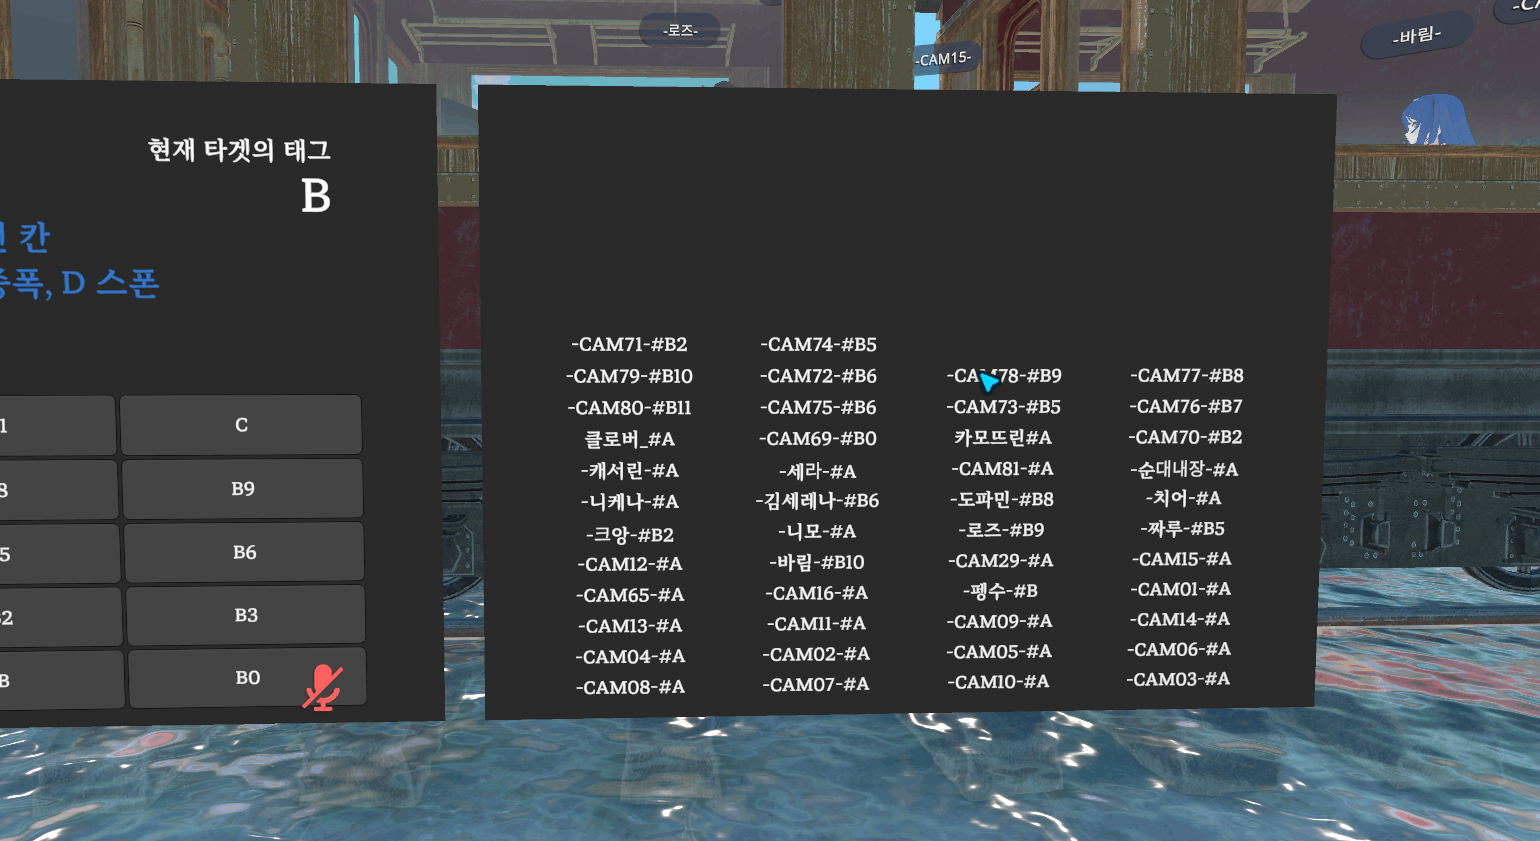 -로즈-
-CAM15-
-바림-
현재 타겟의 태그
B
칸
D 스폰
C
B9
B6
B3
B
B0
-CAM71-#B2 -CAM74-#B5
-CAM79-#B10 -CAM72-#B6 -CAM78-#B9 -CAM77-#B8
-CAM80-#B11 -CAM75-#B6 -CAM73-#B5 -CAM76-#B7
클로버_#A -CAM69-#B0 카모뜨린#A -CAM70-#B2
-캐서린-#A -세라-#A -CAM81-#A -순대내장-#A
-니케나-#A -김세레나-#B6 -도파민-#B8 -치어-#A
-크앙-#B2 -니모-#A -로즈-#B9 -짜루-#B5
-CAM12-#A -바림-#B10 -CAM29-#A -CAM15-#A
-CAM65-#A -CAM16-#A -팽수-#B -CAM01-#A
-CAM13-#A -CAM11-#A -CAM09-#A -CAM14-#A
-CAM04-#A -CAM02-#A -CAM05-#A -CAM06-#A
-CAM08-#A -CAM07-#A -CAM10-#A -CAM03-#A